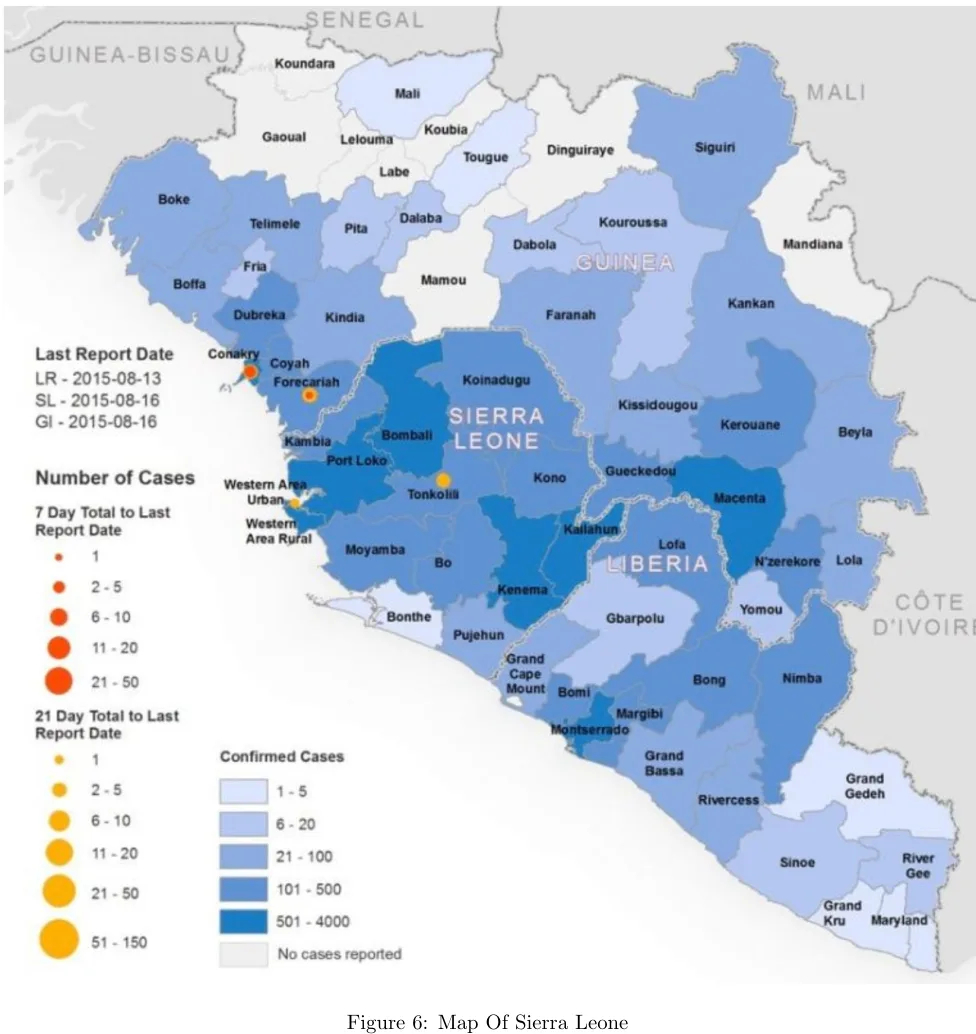 SENEGAL
GUINEA-BISSAU
MALI
Koundara
Mali
Gaoual
Lelouma
Koubia
Labe
Tougue
Dinguiraye
Siguiri
Boke
Telimele
Pita
Dalaba
Kouroussa
Dabola
GUINEA
Mandiana
Fria
Boffa
Mamou
Kankan
Dubreka
Kindia
Faranah
Conakry
Coyah
Forecariah
Koinadugu
Kissidougou
Kerouane
Beyla
SIERRA
LEONE
Kambia
Bombali
Port Loko
Kono
Gueckedou
Macenta
Western Area
Urban
Tonkolili
Western
Area Rural
Moyamba
Bo
Kailahun
Kenema
Lofa
LIBERIA
N'zerekore
Lola
Yomou
CÔTE
D'IVOIRE
Bonthe
Pujehun
Gbarpolu
Grand
Cape
Mount
Bomi
Bong
Nimba
Margibi
Montserrado
Grand
Bassa
Rivercess
Grand
Gedeh
Sinoe
River
Gee
Grand
Kru
Maryland
Last Report Date
LR - 2015-08-13
SL - 2015-08-16
GI - 2015-08-16
Number of Cases
7 Day Total to Last
Report Date
1
2 - 5
6 - 10
11 - 20
21 - 50
21 Day Total to Last
Report Date
1
2 - 5
6 - 10
11 - 20
21 - 50
51 - 150
Confirmed Cases
1 - 5
6 - 20
21 - 100
101 - 500
501 - 4000
No cases reported
Figure 6: Map Of Sierra Leone